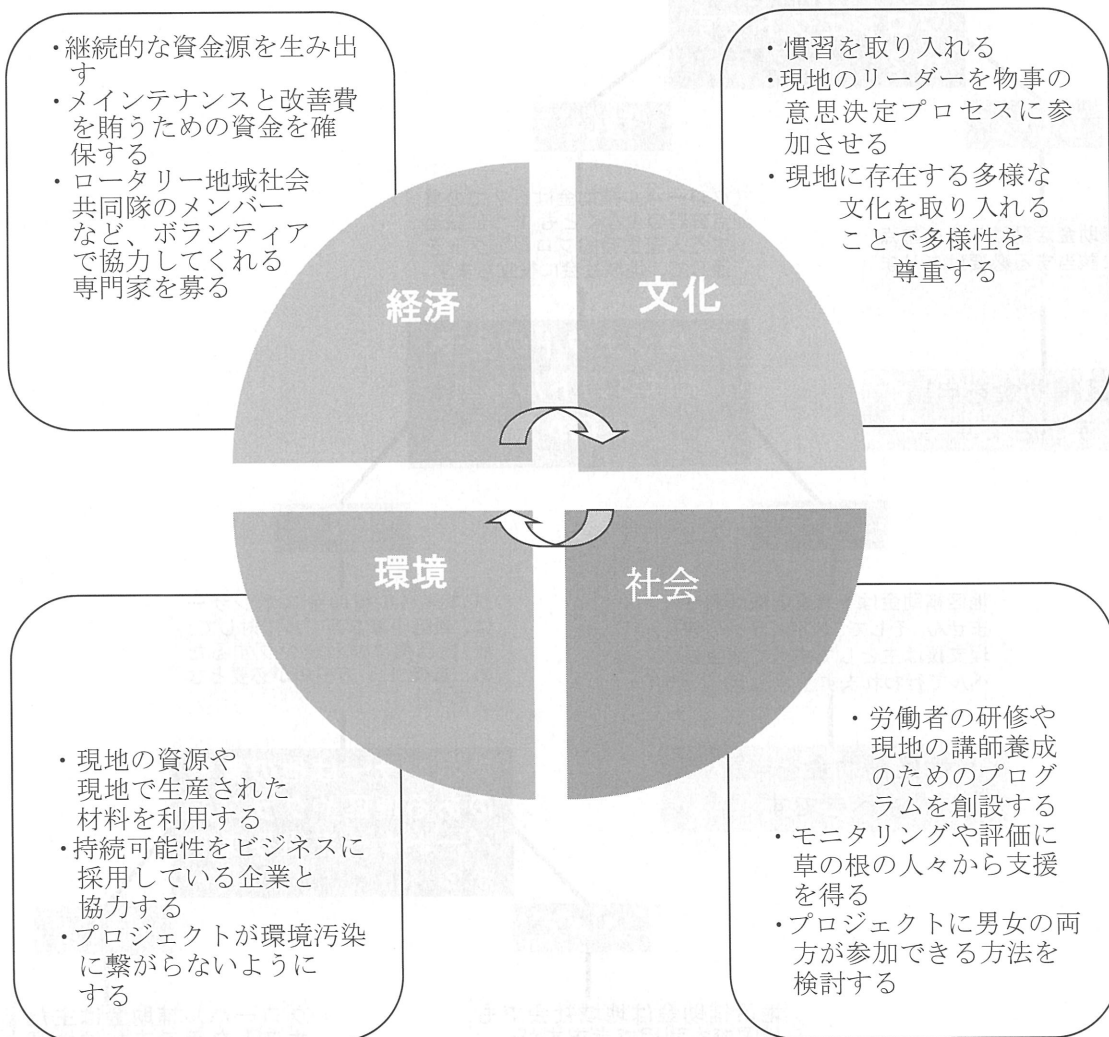 ・継続的な資金源を生み出
す
・メインテナンスと改善費
を賄うための資金を確
保する
・ロータリー地域社会
共同隊のメンバー
など、ボランティア
で協力してくれる
専門家を募る
経済
・慣習を取り入れる
・現地のリーダーを物事の
意思決定プロセスに参
加させる
・現地に存在する多様な
文化を取り入れる
ことで多様性を
尊重する
文化
環境
・現地の資源や
現地で生産された
材料を利用する
・持続可能性をビジネスに
採用している企業と
協力する
・プロジェクトが環境汚染
に繋がらないように
する
社会
・労働者の研修や
現地の講師養成
のためのプログ
ラムを創設する
・モニタリングや評価に
草の根の人々から支援
を得る
・プロジェクトに男女の両
方が参加できる方法を
検討する